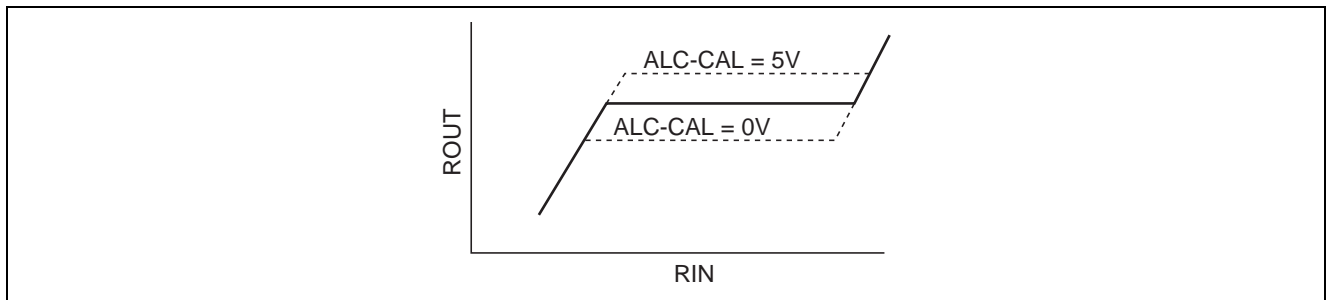 ALC-CAL = 5V
ALC-CAL = 0V
ROUT
RIN